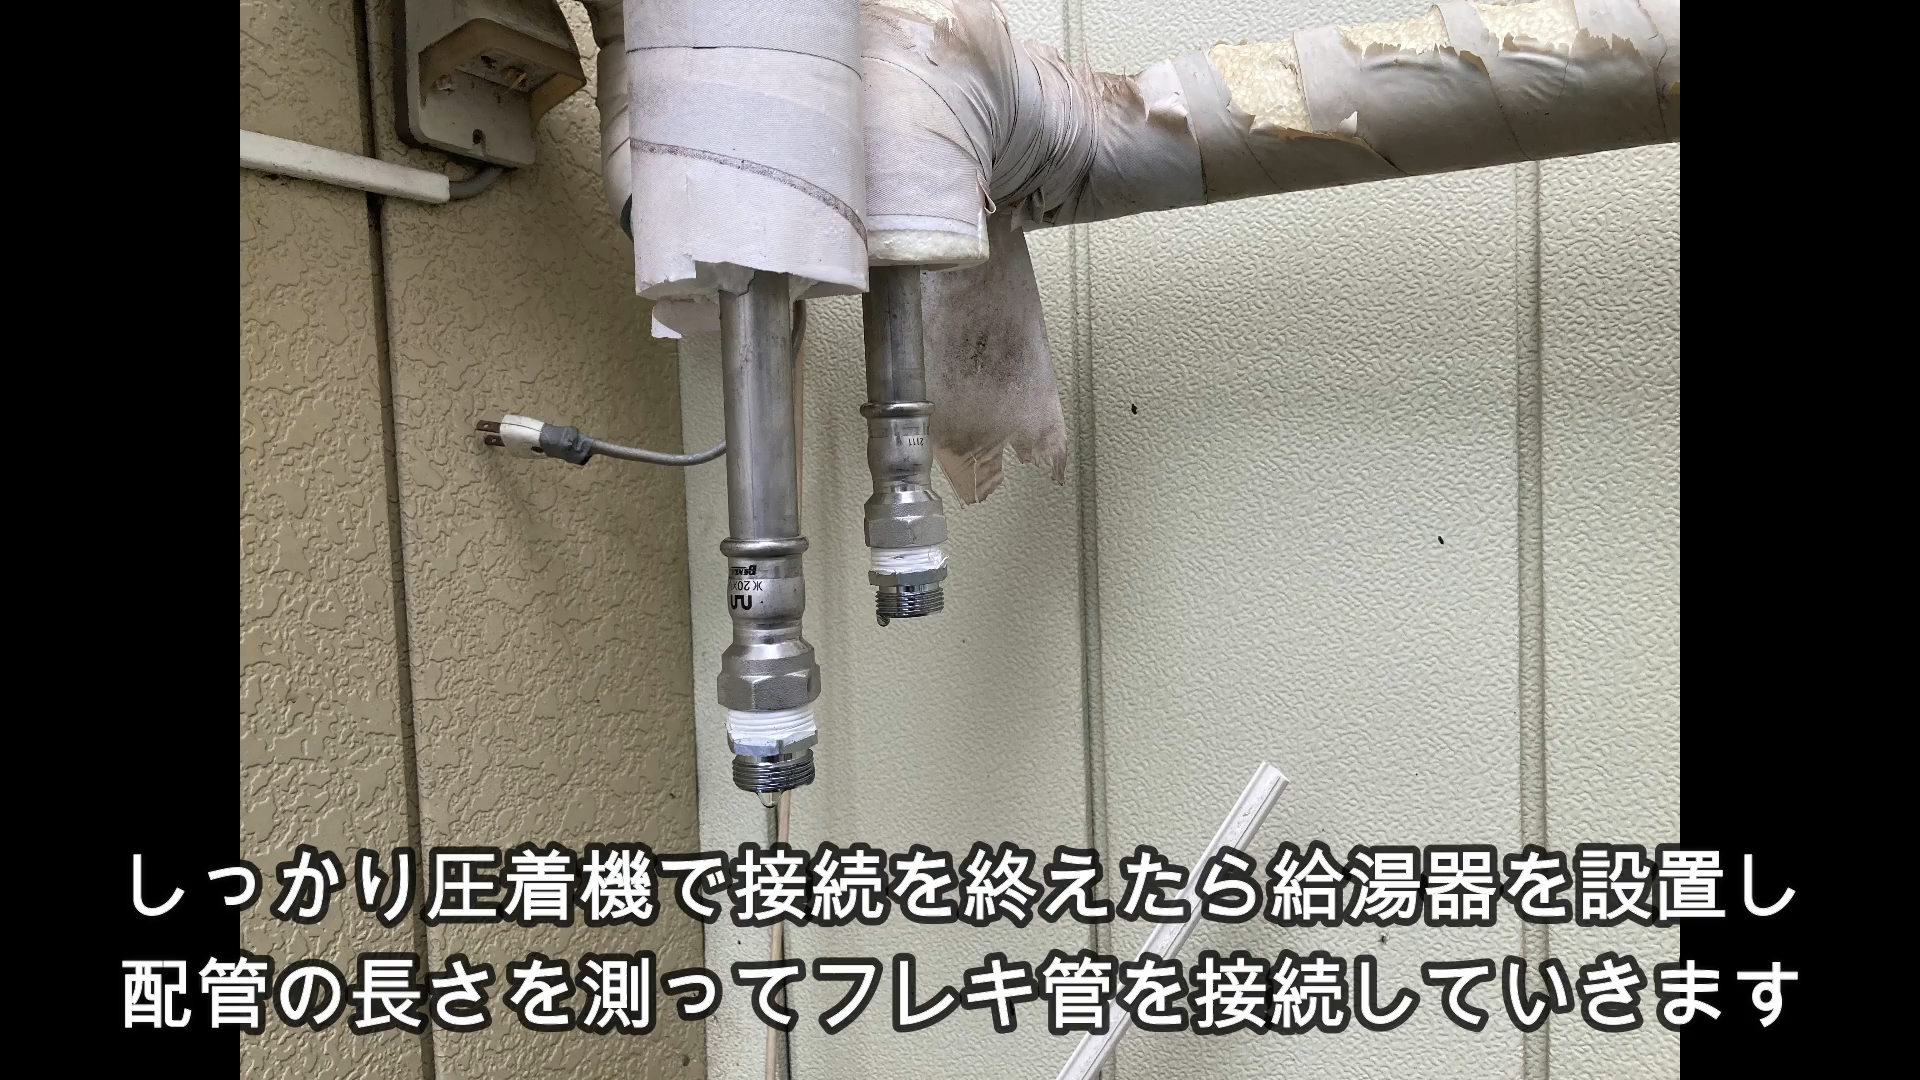 2111
Ж 20×
しっかり圧着機で接続を終えたら給湯器を設置し
配管の長さを測ってフレキ管を接続していきます